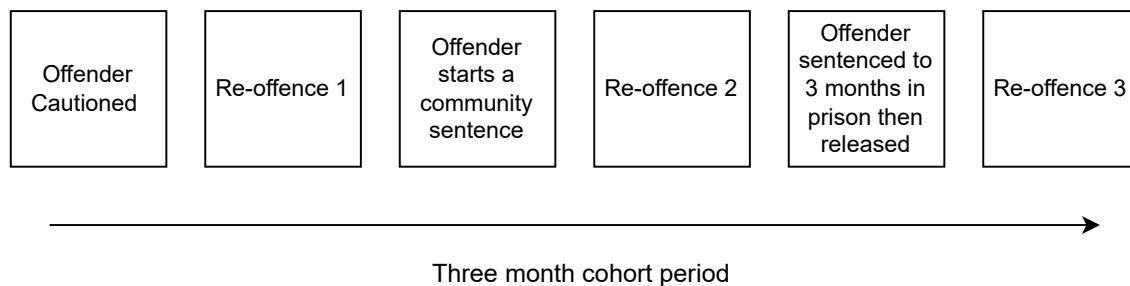 Offender
Cautioned
Re-offence 1
Offender
starts a
community
sentence
Re-offence 2
Offender
sentenced to
3 months in
prison then
released
Re-offence 3
Three month cohort period